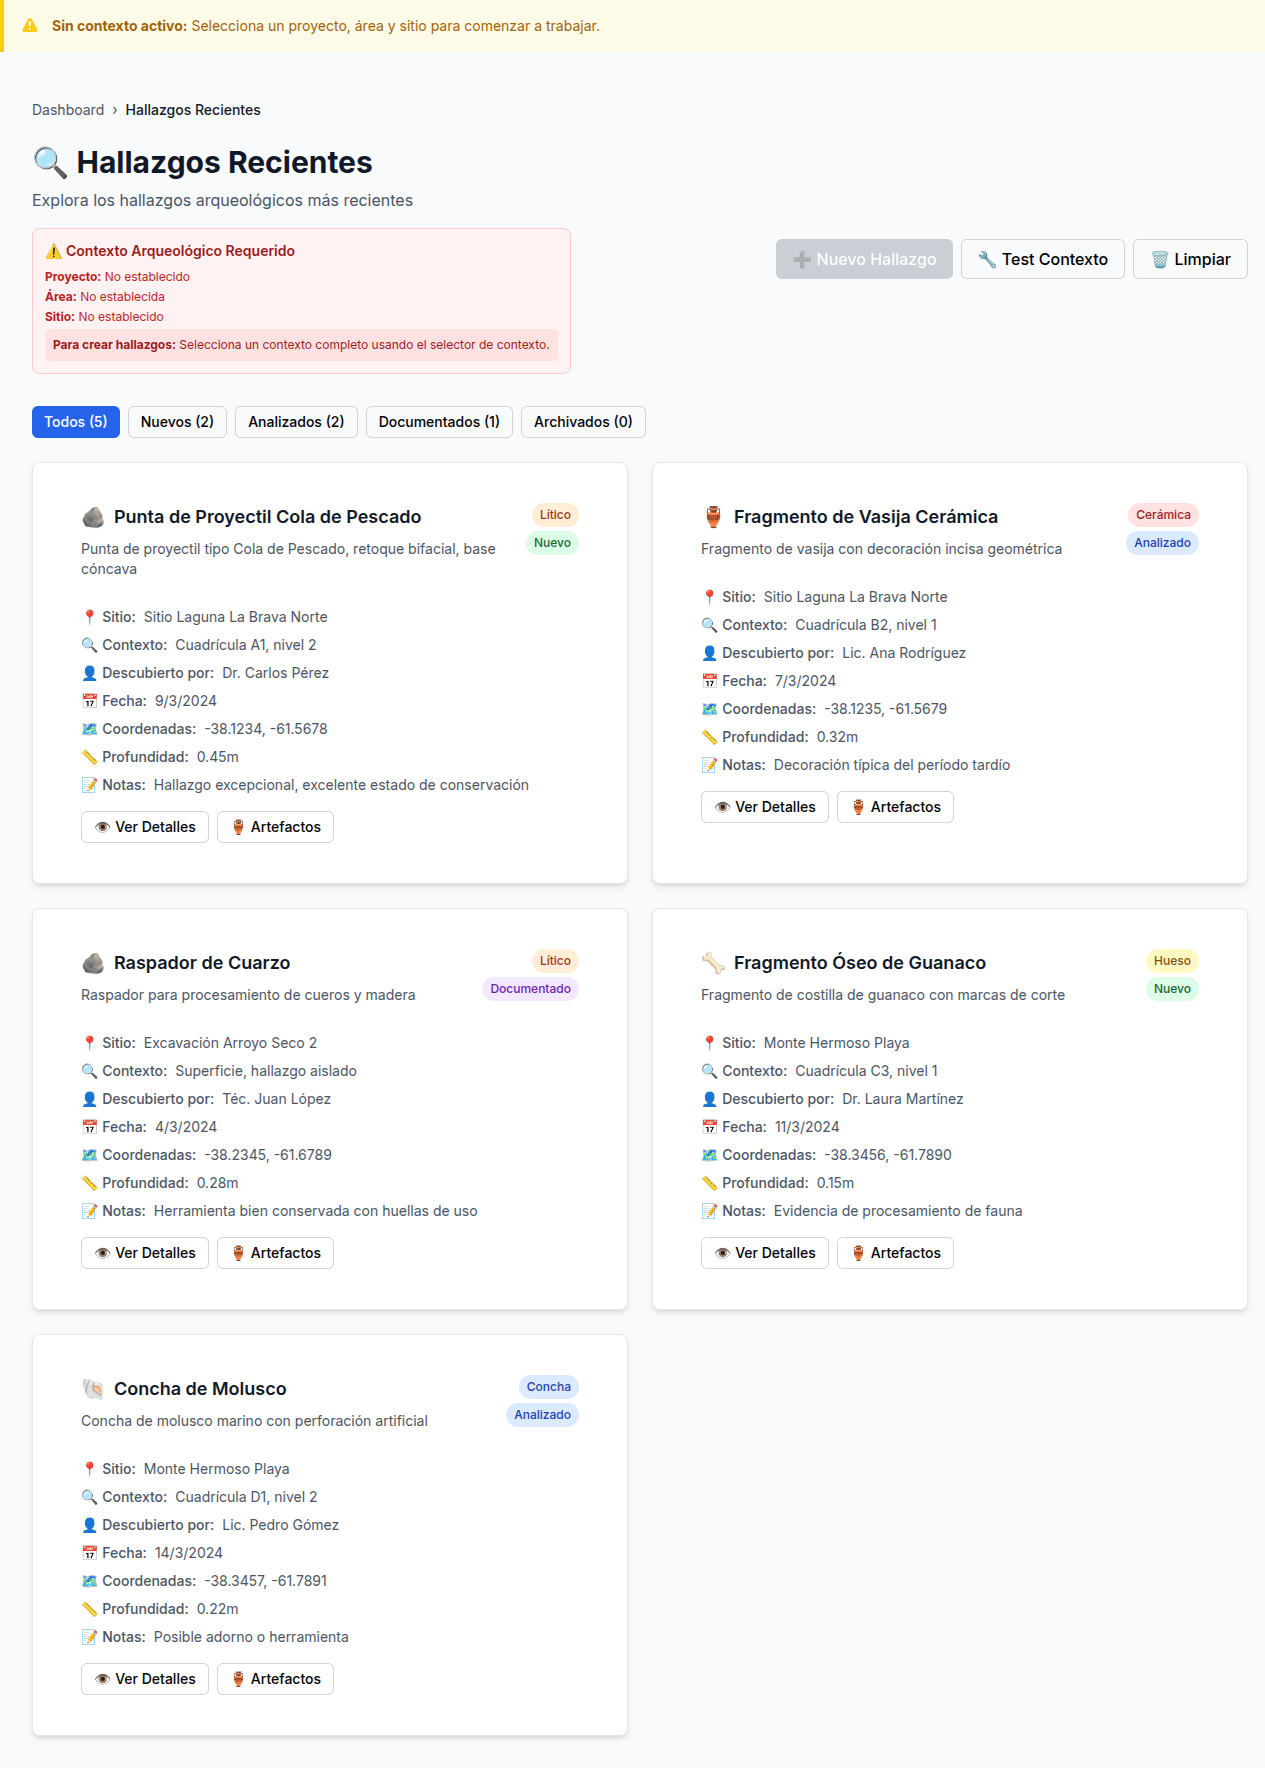 Sin contexto activo: Selecciona un proyecto, área y sitio para comenzar a trabajar.
Dashboard › Hallazgos Recientes
Hallazgos Recientes
Explora los hallazgos arqueológicos más recientes
Contexto Arqueológico Requerido
Proyecto: No establecido
Área: No establecida
Sitio: No establecido
Para crear hallazgos: Selecciona un contexto completo usando el selector de contexto.
Nuevo Hallazgo
Test Contexto
Limpiar
Todos (5)
Nuevos (2)
Analizados (2)
Documentados (1)
Archivados (0)
Punta de Proyectil Cola de Pescado
Lítico
Nuevo
Punta de proyectil tipo Cola de Pescado, retoque bifacial, base
cóncava
Sitio: Sitio Laguna La Brava Norte
Contexto: Cuadrícula A1, nivel 2
Descubierto por: Dr. Carlos Pérez
Fecha: 9/3/2024
Coordenadas: -38.1234, -61.5678
Profundidad: 0.45m
Notas: Hallazgo excepcional, excelente estado de conservación
Ver Detalles
Artefactos
Fragmento de Vasija Cerámica
Cerámica
Analizado
Fragmento de vasija con decoración incisa geométrica
Sitio: Sitio Laguna La Brava Norte
Contexto: Cuadrícula B2, nivel 1
Descubierto por: Lic. Ana Rodríguez
Fecha: 7/3/2024
Coordenadas: -38.1235, -61.5679
Profundidad: 0.32m
Notas: Decoración típica del período tardío
Ver Detalles
Artefactos
Raspador de Cuarzo
Lítico
Documentado
Raspador para procesamiento de cueros y madera
Sitio: Excavación Arroyo Seco 2
Contexto: Superficie, hallazgo aislado
Descubierto por: Téc. Juan López
Fecha: 4/3/2024
Coordenadas: -38.2345, -61.6789
Profundidad: 0.28m
Notas: Herramienta bien conservada con huellas de uso
Ver Detalles
Artefactos
Fragmento Óseo de Guanaco
Hueso
Nuevo
Fragmento de costilla de guanaco con marcas de corte
Sitio: Monte Hermoso Playa
Contexto: Cuadrícula C3, nivel 1
Descubierto por: Dr. Laura Martínez
Fecha: 11/3/2024
Coordenadas: -38.3456, -61.7890
Profundidad: 0.15m
Notas: Evidencia de procesamiento de fauna
Ver Detalles
Artefactos
Concha de Molusco
Concha
Analizado
Concha de molusco marino con perforación artificial
Sitio: Monte Hermoso Playa
Contexto: Cuadrícula D1, nivel 2
Descubierto por: Lic. Pedro Gómez
Fecha: 14/3/2024
Coordenadas: -38.3457, -61.7891
Profundidad: 0.22m
Notas: Posible adorno o herramienta
Ver Detalles
Artefactos